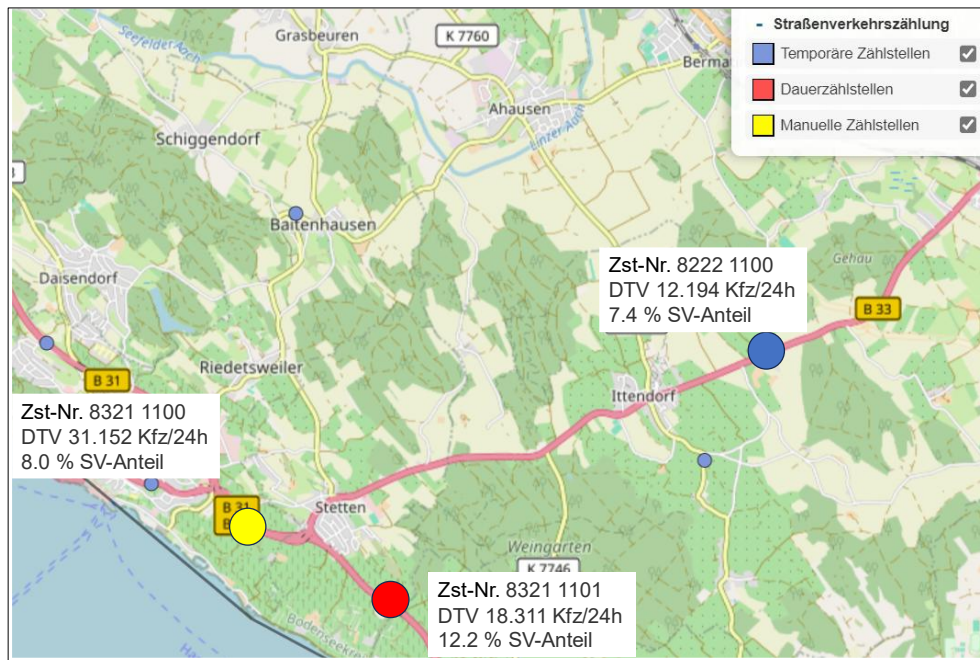 Straßenverkehrszählung
Temporäre Zählstellen
Dauerzählstellen
Manuelle Zählstellen
Grasbeuren
K 7760
Seefelder Aach
Ahausen
Linzer Aach
Schiggendorf
Baitenhausen
Daisendorf
Gehau
Zst-Nr. 8222 1100
DTV 12.194 Kfz/24h
7.4 % SV-Anteil
B 33
Riedetsweiler
B 31
Ittendorf
Zst-Nr. 8321 1100
DTV 31.152 Kfz/24h
8.0 % SV-Anteil
B 31
Stetten
Weingarten
K 7746
Zst-Nr. 8321 1101
DTV 18.311 Kfz/24h
12.2 % SV-Anteil